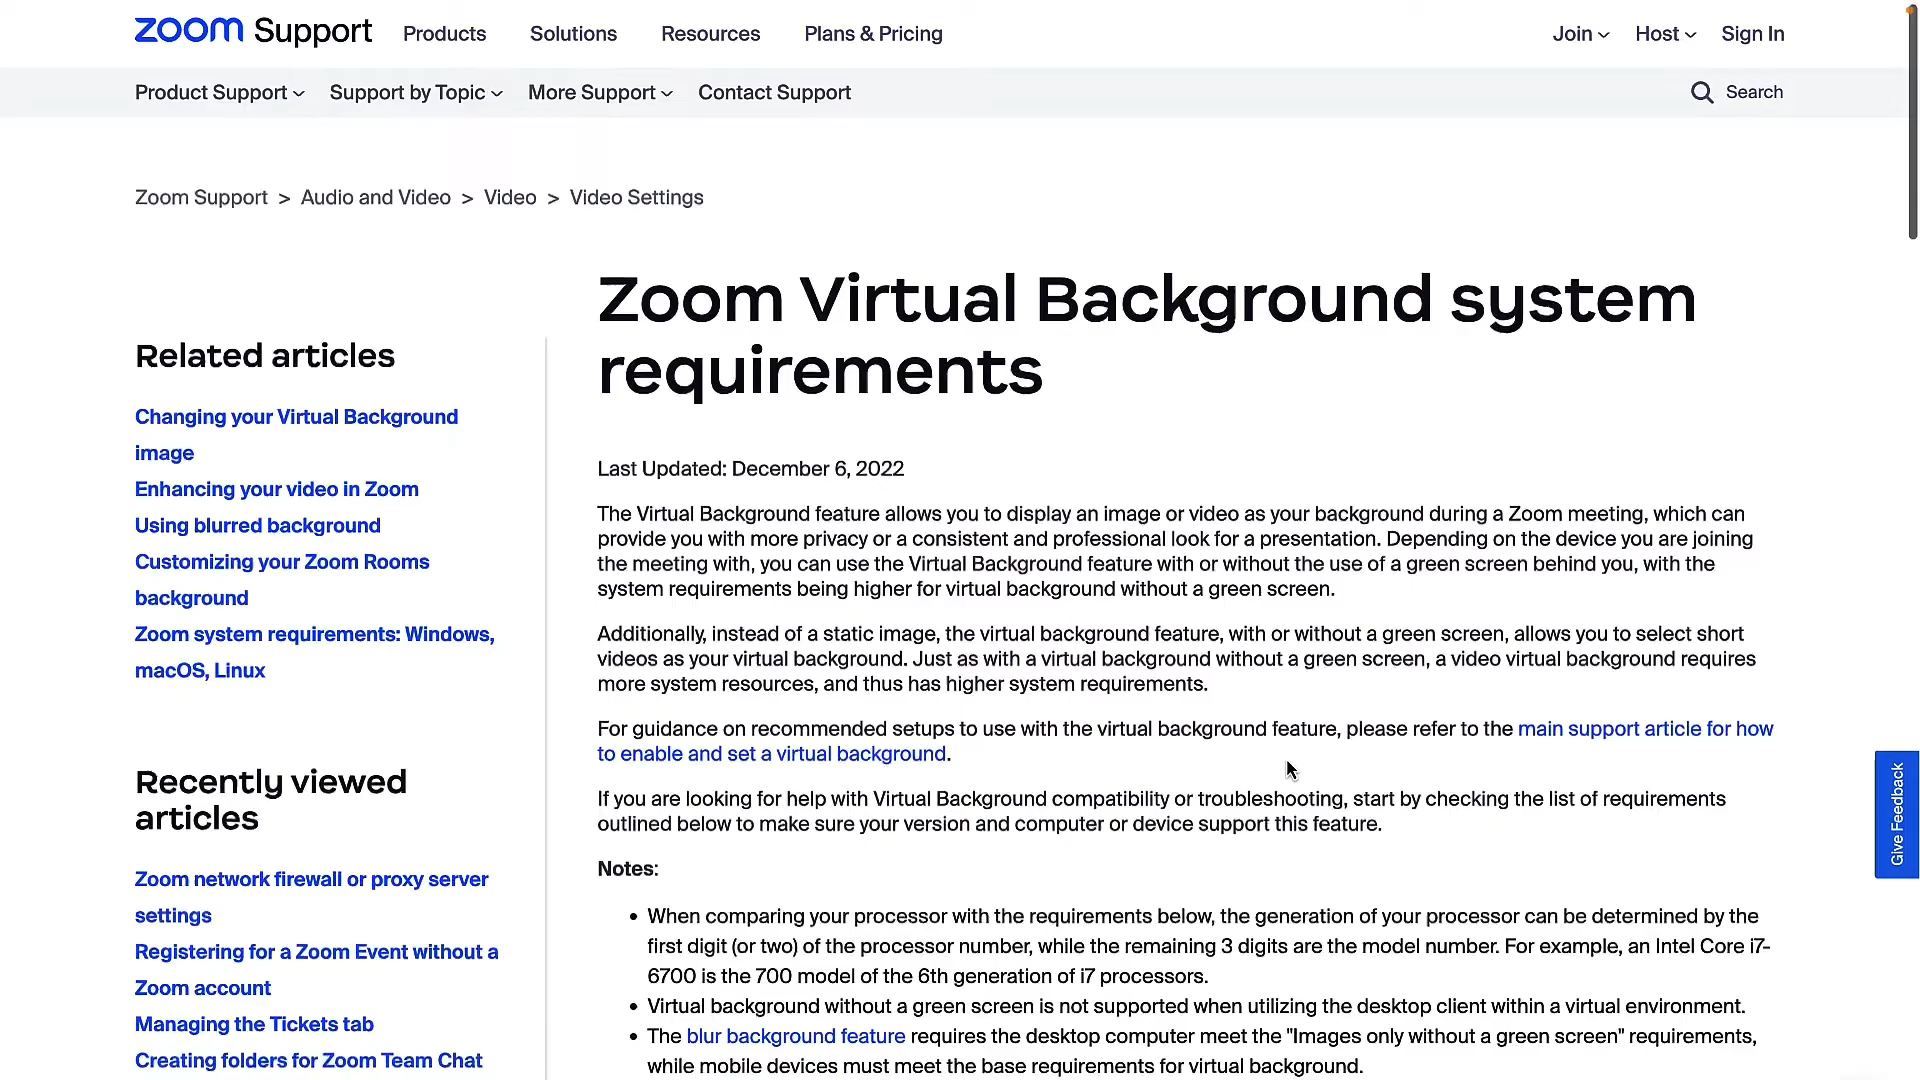 zoom Support Products Solutions Resources Plans & Pricing Join Host Sign In
Product Support Support by Topic More Support Contact Support Search
Zoom Support > Audio and Video > Video > Video Settings
Zoom Virtual Background system
requirements
Related articles
Changing your Virtual Background
image
Enhancing your video in Zoom
Using blurred background
Customizing your Zoom Rooms
background
Zoom system requirements: Windows,
macOS, Linux
Recently viewed
articles
Zoom network firewall or proxy server
settings
Registering for a Zoom Event without a
Zoom account
Managing the Tickets tab
Creating folders for Zoom Team Chat
Last Updated: December 6, 2022
The Virtual Background feature allows you to display an image or video as your background during a Zoom meeting, which can
provide you with more privacy or a consistent and professional look for a presentation. Depending on the device you are joining
the meeting with, you can use the Virtual Background feature with or without the use of a green screen behind you, with the
system requirements being higher for virtual background without a green screen.
Additionally, instead of a static image, the virtual background feature, with or without a green screen, allows you to select short
videos as your virtual background. Just as with a virtual background without a green screen, a video virtual background requires
more system resources, and thus has higher system requirements.
For guidance on recommended setups to use with the virtual background feature, please refer to the main support article for how
to enable and set a virtual background.
If you are looking for help with Virtual Background compatibility or troubleshooting, start by checking the list of requirements
outlined below to make sure your version and computer or device support this feature.
Notes:
• When comparing your processor with the requirements below, the generation of your processor can be determined by the
first digit (or two) of the processor number, while the remaining 3 digits are the model number. For example, an Intel Core i7-
6700 is the 700 model of the 6th generation of i7 processors.
• Virtual background without a green screen is not supported when utilizing the desktop client within a virtual environment.
• The blur background feature requires the desktop computer meet the "Images only without a green screen" requirements,
while mobile devices must meet the base requirements for virtual background.
Give Feedback